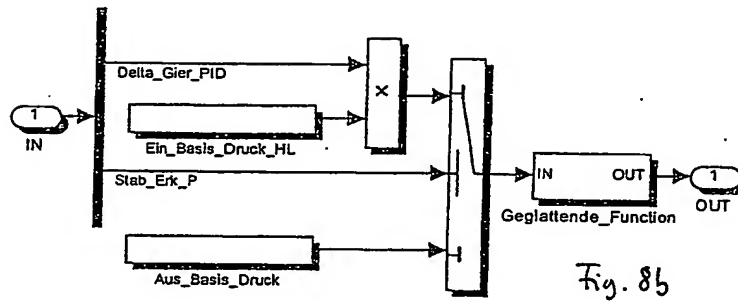 Delta_Gier_PID
×
1
IN
Ein_Basis_Druck_HL
Stab_Erk_P
IN OUT
1
Geglattende_Function
OUT
Aus_Basis_Druck
Fig. 8b